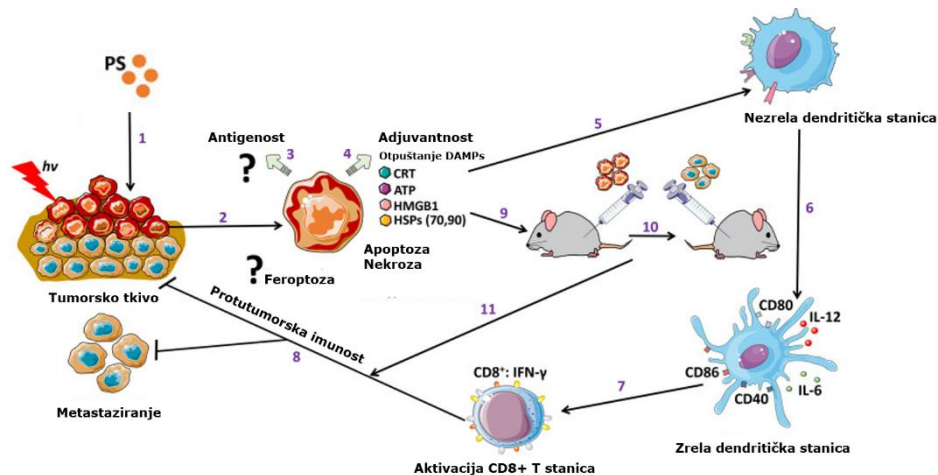 PS
1
hv
Tumorsko tkivo
2
Antigenost
?
3
4
Adjuvantnost
Otpuštanje DAMPs
CRT
ATP
HMGB1
HSPs (70,90)
Apoptoza
Nekroza
?
Feroptoza
5
Nezrela dendritička stanica
6
9
10
11
CD80
IL-12
CD86
CD40
IL-6
Zrela dendritička stanica
7
CD8⁺: IFN-γ
Aktivacija CD8+ T stanica
Protutumorska imunost
8
Metastaziranje